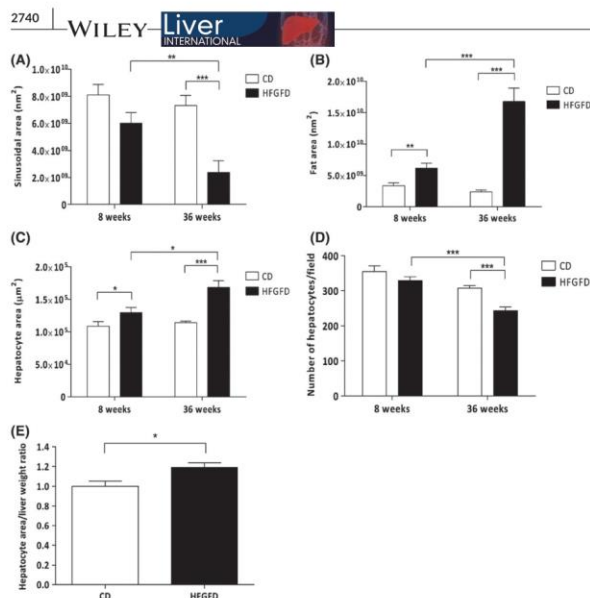 2740
WILEY
Liver
INTERNATIONAL
(A)
1.0×10¹⁰
8.0×10⁰⁹
6.0×10⁰⁹
4.0×10⁰⁹
2.0×10⁰⁹
0
Sinusoidal area (nm²)
**
***
CD
HFGFD
8 weeks
36 weeks
(B)
2.0×10¹⁰
1.5×10¹⁰
1.0×10¹⁰
5.0×10⁰⁹
0
Fat area (nm²)
**
***
***
CD
HFGFD
8 weeks
36 weeks
(C)
2.0×10⁵
1.5×10⁵
1.0×10⁵
5.0×10⁴
0
Hepatocyte area (μm²)
*
*
***
CD
HFGFD
8 weeks
36 weeks
(D)
400
300
200
100
0
Number of hepatocytes/field
***
***
CD
HFGFD
8 weeks
36 weeks
(E)
1.4
1.2
1.0
0.8
0.6
0.4
0.2
0.0
Hepatocyte area/liver weight ratio
*
CD
HFGFD